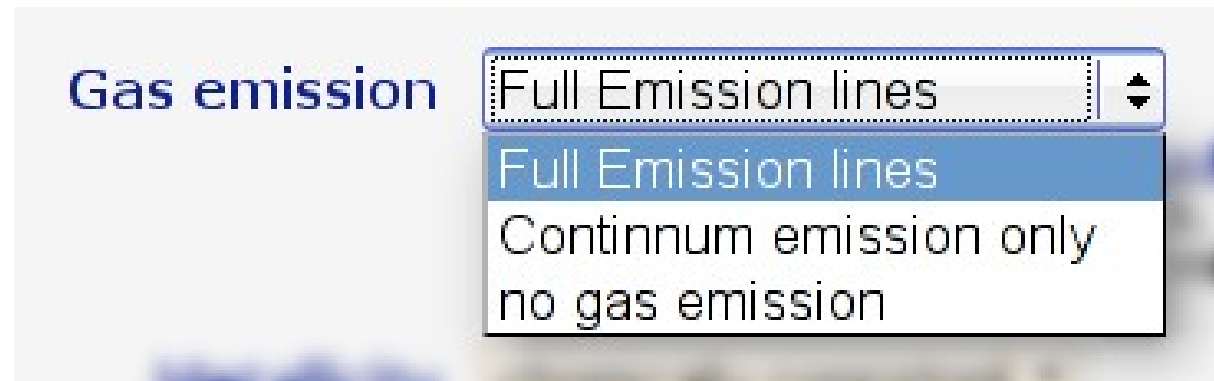 Gas emission Full Emission lines
Full Emission lines
Continnum emission only
no gas emission